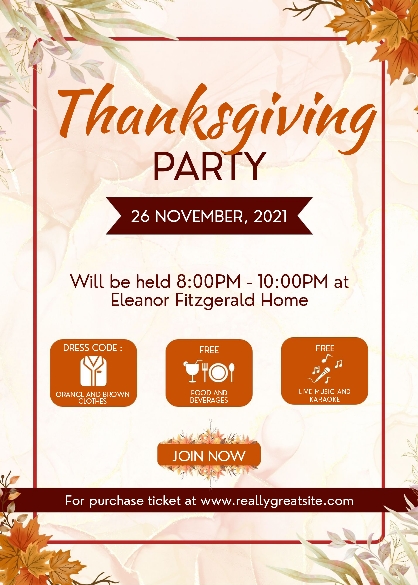 Thanksgiving
PARTY
26 NOVEMBER, 2021
Will be held 8:00PM - 10:00PM at
Eleanor Fitzgerald Home
DRESS CODE :
ORANGE AND BROWN
CLOTHES
FREE
FOOD AND
BEVERAGES
FREE
LIVE MUSIC AND
KARAOKE
JOIN NOW
For purchase ticket at www.reallygreatsite.com